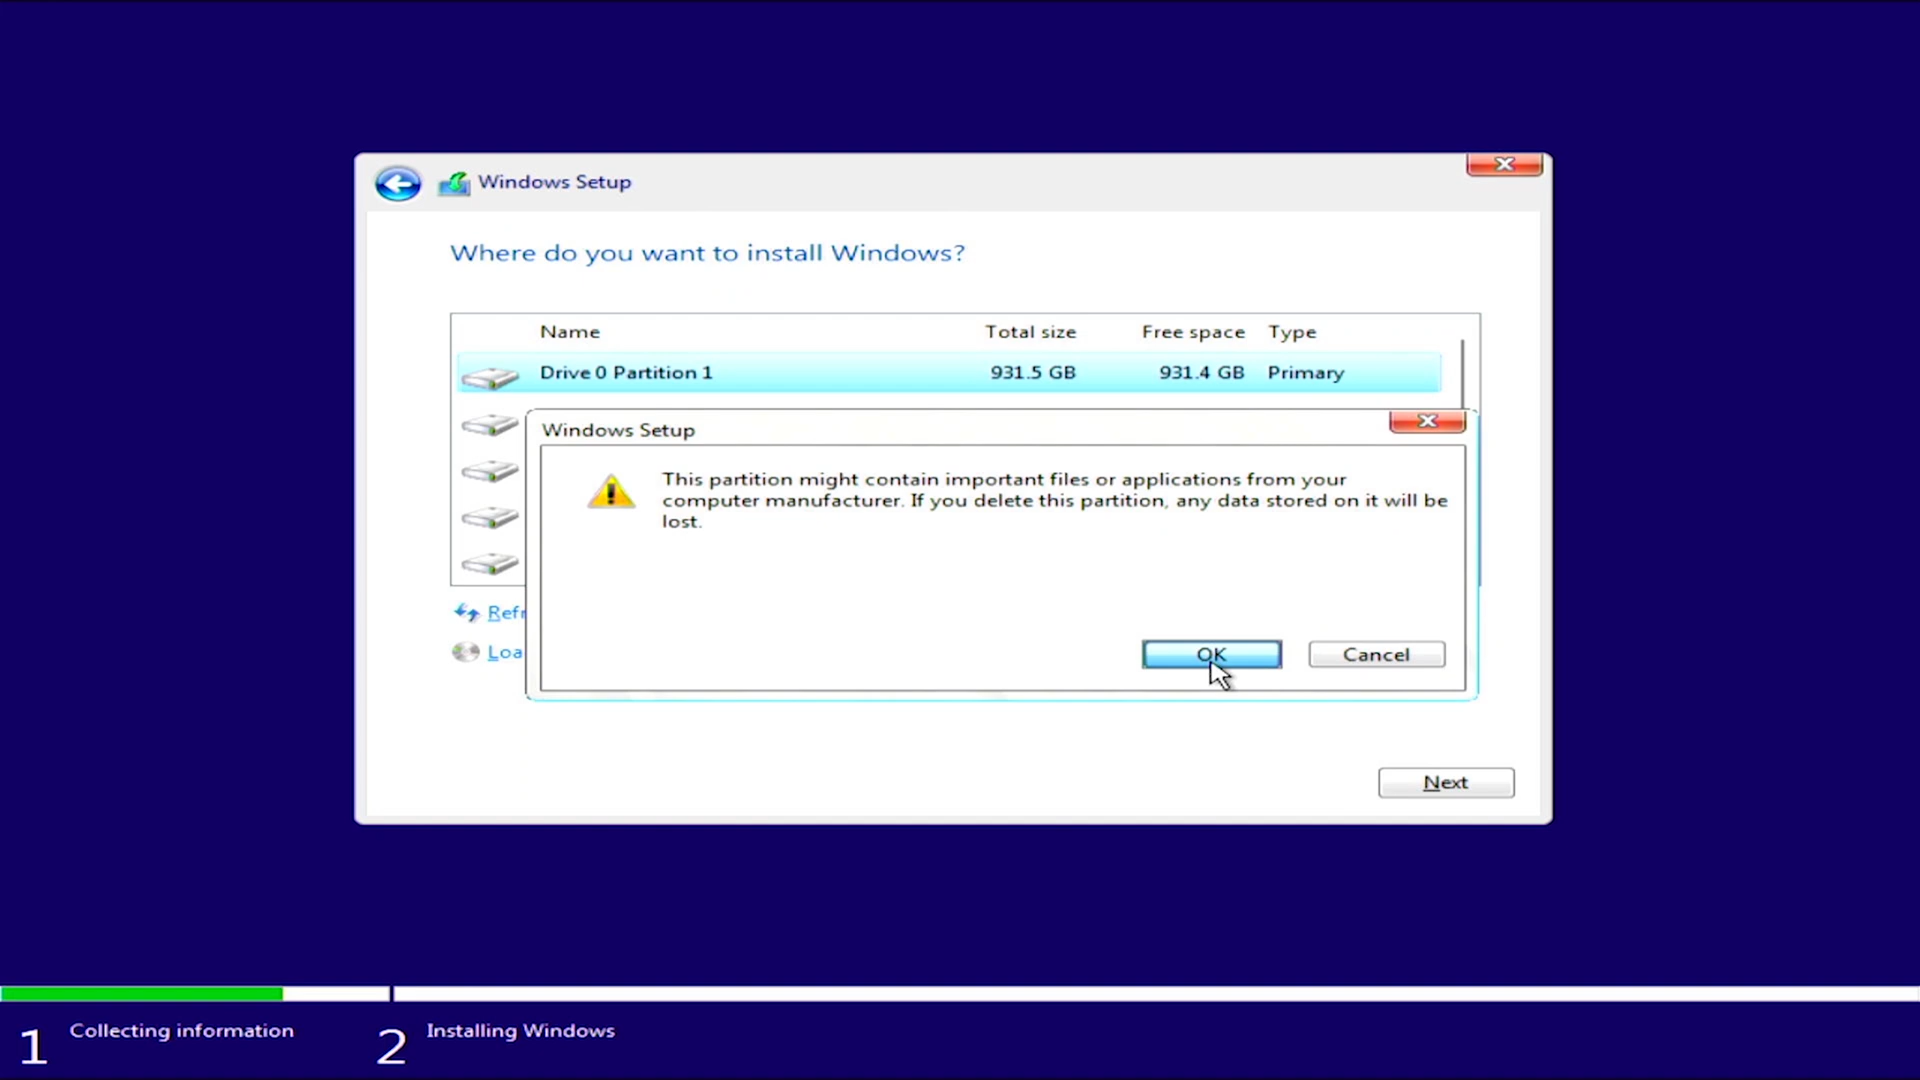 Windows Setup
Where do you want to install Windows?
Name Total size Free space Type
Drive 0 Partition 1 931.5 GB 931.4 GB Primary
Windows Setup
This partition might contain important files or applications from your
computer manufacturer. If you delete this partition, any data stored on it will be
lost.
OK Cancel
Refr
Loa
Next
1 Collecting information 2 Installing Windows